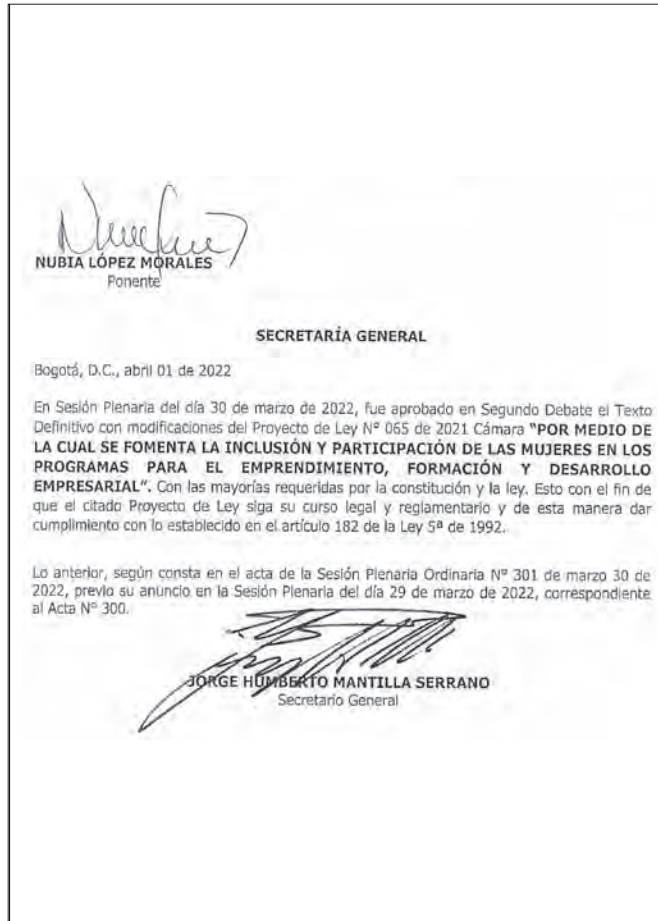 NUBIA LÓPEZ MORALES
Ponente
SECRETARÍA GENERAL
Bogotá, D.C., abril 01 de 2022
En Sesión Plenaria del día 30 de marzo de 2022, fue aprobado en Segundo Debate el Texto
Definitivo con modificaciones del Proyecto de Ley N° 065 de 2021 Cámara "POR MEDIO DE
LA CUAL SE FOMENTA LA INCLUSIÓN Y PARTICIPACIÓN DE LAS MUJERES EN LOS
PROGRAMAS PARA EL EMPRENDIMIENTO, FORMACIÓN Y DESARROLLO
EMPRESARIAL". Con las mayorías requeridas por la constitución y la ley. Esto con el fin de
que el citado Proyecto de Ley siga su curso legal y reglamentario y de esta manera dar
cumplimiento con lo establecido en el artículo 182 de la Ley 5ª de 1992.
Lo anterior, según consta en el acta de la Sesión Plenaria Ordinaria N° 301 de marzo 30 de
2022, previo su anuncio en la Sesión Plenaria del día 29 de marzo de 2022, correspondiente
al Acta N° 300.
JORGE HUMBERTO MANTILLA SERRANO
Secretario General